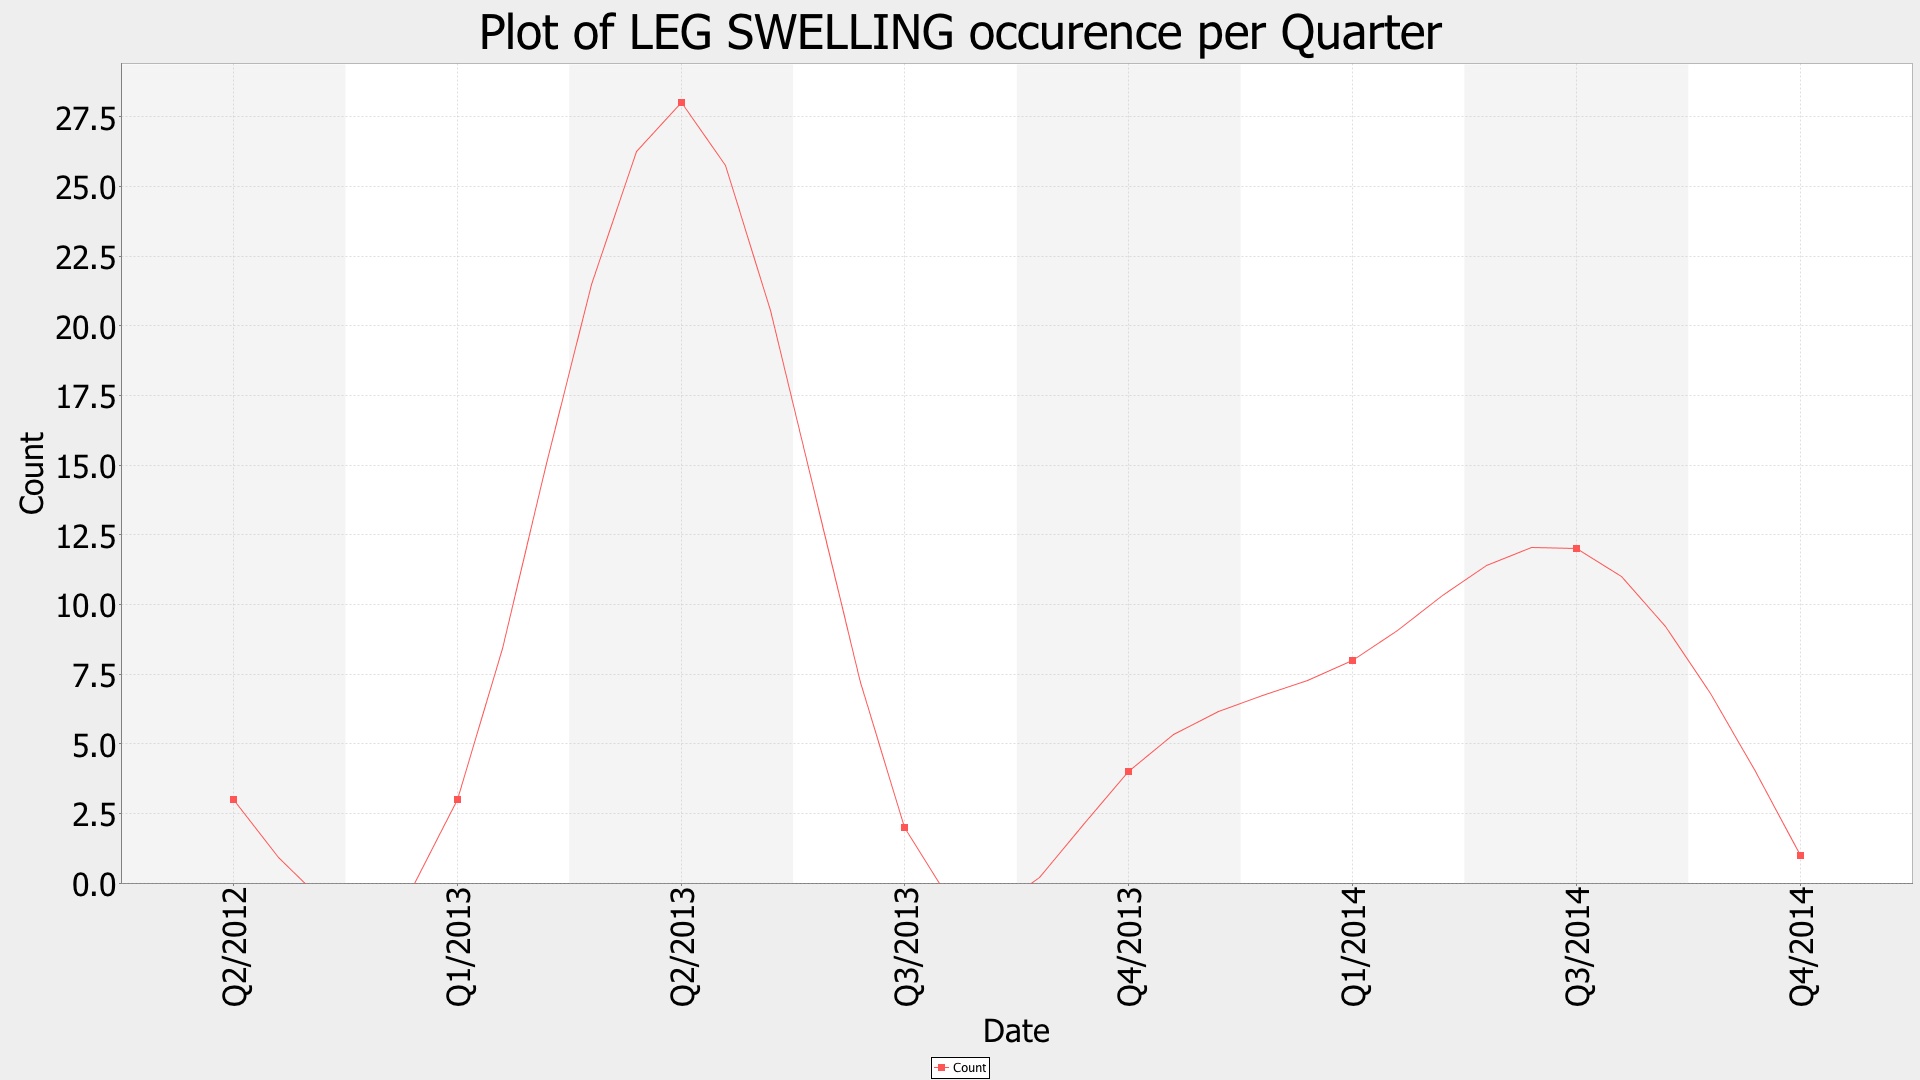 Plot of LEG SWELLING occurence per Quarter
27.5
25.0
22.5
20.0
17.5
15.0
12.5
10.0
7.5
5.0
2.5
0.0
Count
Q2/2012
Q1/2013
Q2/2013
Q3/2013
Q4/2013
Q1/2014
Q3/2014
Q4/2014
Date
Count